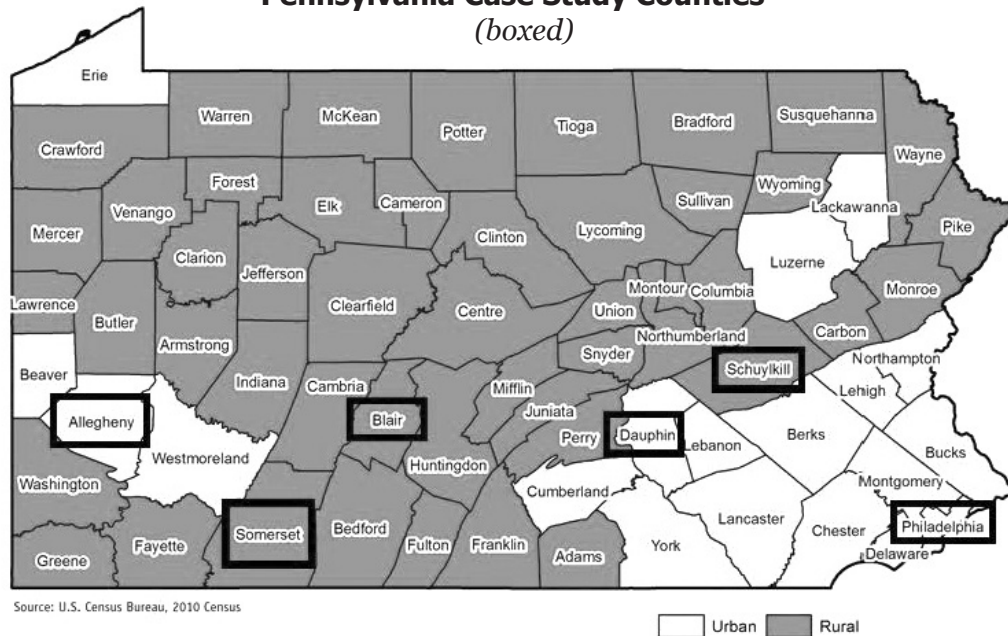 Pennsylvania Case Study Counties
(boxed)
Erie
Warren
McKean
Potter
Tioga
Bradford
Susquehanna
Crawford
Wayne
Forest
Wyoming
Venango
Elk
Cameron
Sullivan
Lackawanna
Mercer
Clinton
Lycoming
Pike
Clarion
Luzerne
Jefferson
Lawrence
Clearfield
Centre
Montour
Columbia
Monroe
Butler
Union
Armstrong
Northumberland
Carbon
Snyder
Northampton
Beaver
Indiana
Cambria
Mifflin
Schuylkill
Lehigh
Allegheny
Blair
Juniata
Perry
Dauphin
Berks
Lebanon
Bucks
Westmoreland
Huntingdon
Washington
Montgomery
Cumberland
Lancaster
Somerset
Bedford
Philadelphia
Chester
Fayette
Fulton
Franklin
York
Greene
Adams
Delaware
Source: U.S. Census Bureau, 2010 Census
Urban
Rural